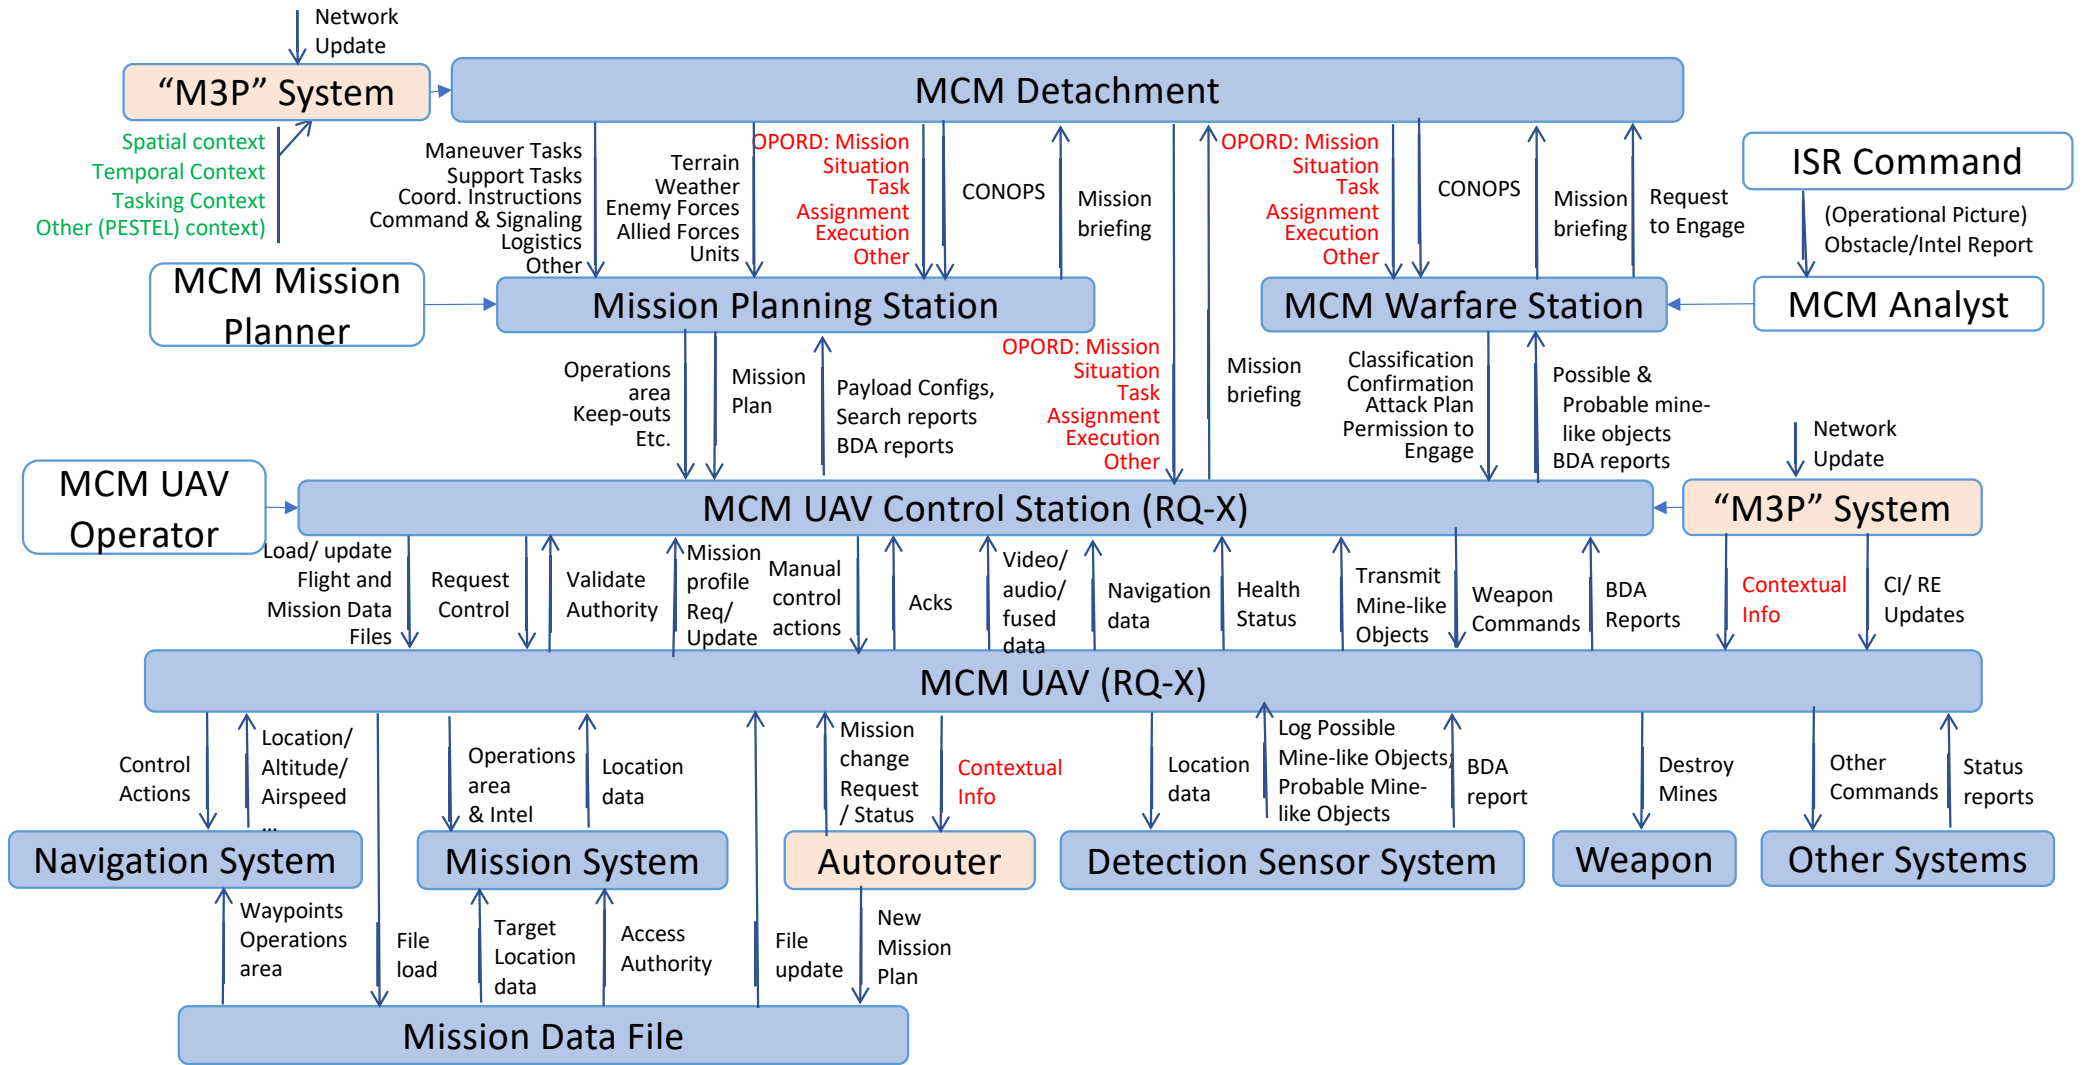 Network
Update
“M3P” System
MCM Detachment
Spatial context
Temporal Context
Tasking Context
Other (PESTEL) context)
Maneuver Tasks
Support Tasks
Coord. Instructions
Command & Signaling
Logistics
Other
Terrain
Weather
Enemy Forces
Allied Forces
Units
OPORD: Mission
Situation
Task
Assignment
Execution
Other
CONOPS
Mission
briefing
OPORD: Mission
Situation
Task
Assignment
Execution
Other
CONOPS
Mission
briefing
Request
to Engage
ISR Command
(Operational Picture)
Obstacle/Intel Report
MCM Mission
Planner
Mission Planning Station
MCM Warfare Station
MCM Analyst
Operations
area
Keep-outs
Etc.
Mission
Plan
Payload Configs,
Search reports
BDA reports
OPORD: Mission
Situation
Task
Assignment
Execution
Other
Mission
briefing
Classification
Confirmation
Attack Plan
Permission to
Engage
Possible &
Probable mine-
like objects
BDA reports
Network
Update
MCM UAV
Operator
MCM UAV Control Station (RQ-X)
“M3P” System
Load/ update
Flight and
Mission Data
Files
Request
Control
Validate
Authority
Mission
profile
Req/
Update
Manual
control
actions
Acks
Video/
audio/
fused
data
Navigation
data
Health
Status
Transmit
Mine-like
Objects
Weapon
Commands
BDA
Reports
Contextual
Info
CI/ RE
Updates
MCM UAV (RQ-X)
Control
Actions
Location/
Altitude/
Airspeed
...
Operations
area
& Intel
Location
data
Mission
change
Request
/ Status
Contextual
Info
Location
data
Log Possible
Mine-like Objects;
Probable Mine-
like Objects
BDA
report
Destroy
Mines
Other
Commands
Status
reports
Navigation System
Mission System
Autorouter
Detection Sensor System
Weapon
Other Systems
Waypoints
Operations
area
File
load
Target
Location
data
Access
Authority
File
update
New
Mission
Plan
Mission Data File